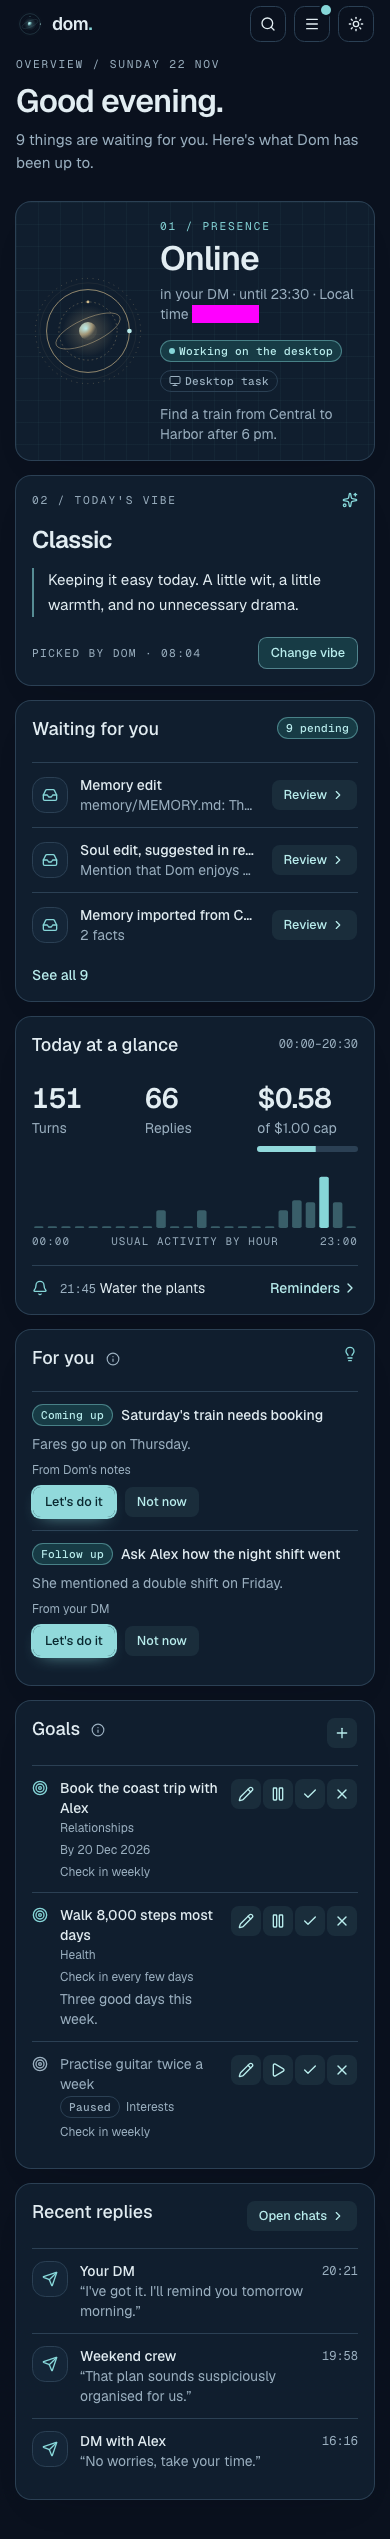 dom.
OVERVIEW / SUNDAY 22 NOV
Good evening.
9 things are waiting for you. Here's what Dom has
been up to.
01 / PRESENCE
Online
in your DM · until 23:30 · Local
time
Working on the desktop
Desktop task
Find a train from Central to
Harbor after 6 pm.
02 / TODAY'S VIBE
Classic
Keeping it easy today. A little wit, a little
warmth, and no unnecessary drama.
PICKED BY DOM · 08:04
Change vibe
Waiting for you
9 pending
Memory edit
memory/MEMORY.md: Th...
Review
Soul edit, suggested in re...
Mention that Dom enjoys ...
Review
Memory imported from C...
2 facts
Review
See all 9
Today at a glance
00:00–20:30
151
Turns
66
Replies
$0.58
of $1.00 cap
00:00 USUAL ACTIVITY BY HOUR 23:00
21:45 Water the plants
Reminders
For you
Coming up Saturday's train needs booking
Fares go up on Thursday.
From Dom's notes
Let's do it Not now
Follow up Ask Alex how the night shift went
She mentioned a double shift on Friday.
From your DM
Let's do it Not now
Goals
Book the coast trip with
Alex
Relationships
By 20 Dec 2026
Check in weekly
Walk 8,000 steps most
days
Health
Check in every few days
Three good days this
week.
Practise guitar twice a
week
Paused Interests
Check in weekly
Recent replies
Open chats
Your DM 20:21
“I've got it. I'll remind you tomorrow
morning.”
Weekend crew 19:58
“That plan sounds suspiciously
organised for us.”
DM with Alex 16:16
“No worries, take your time.”